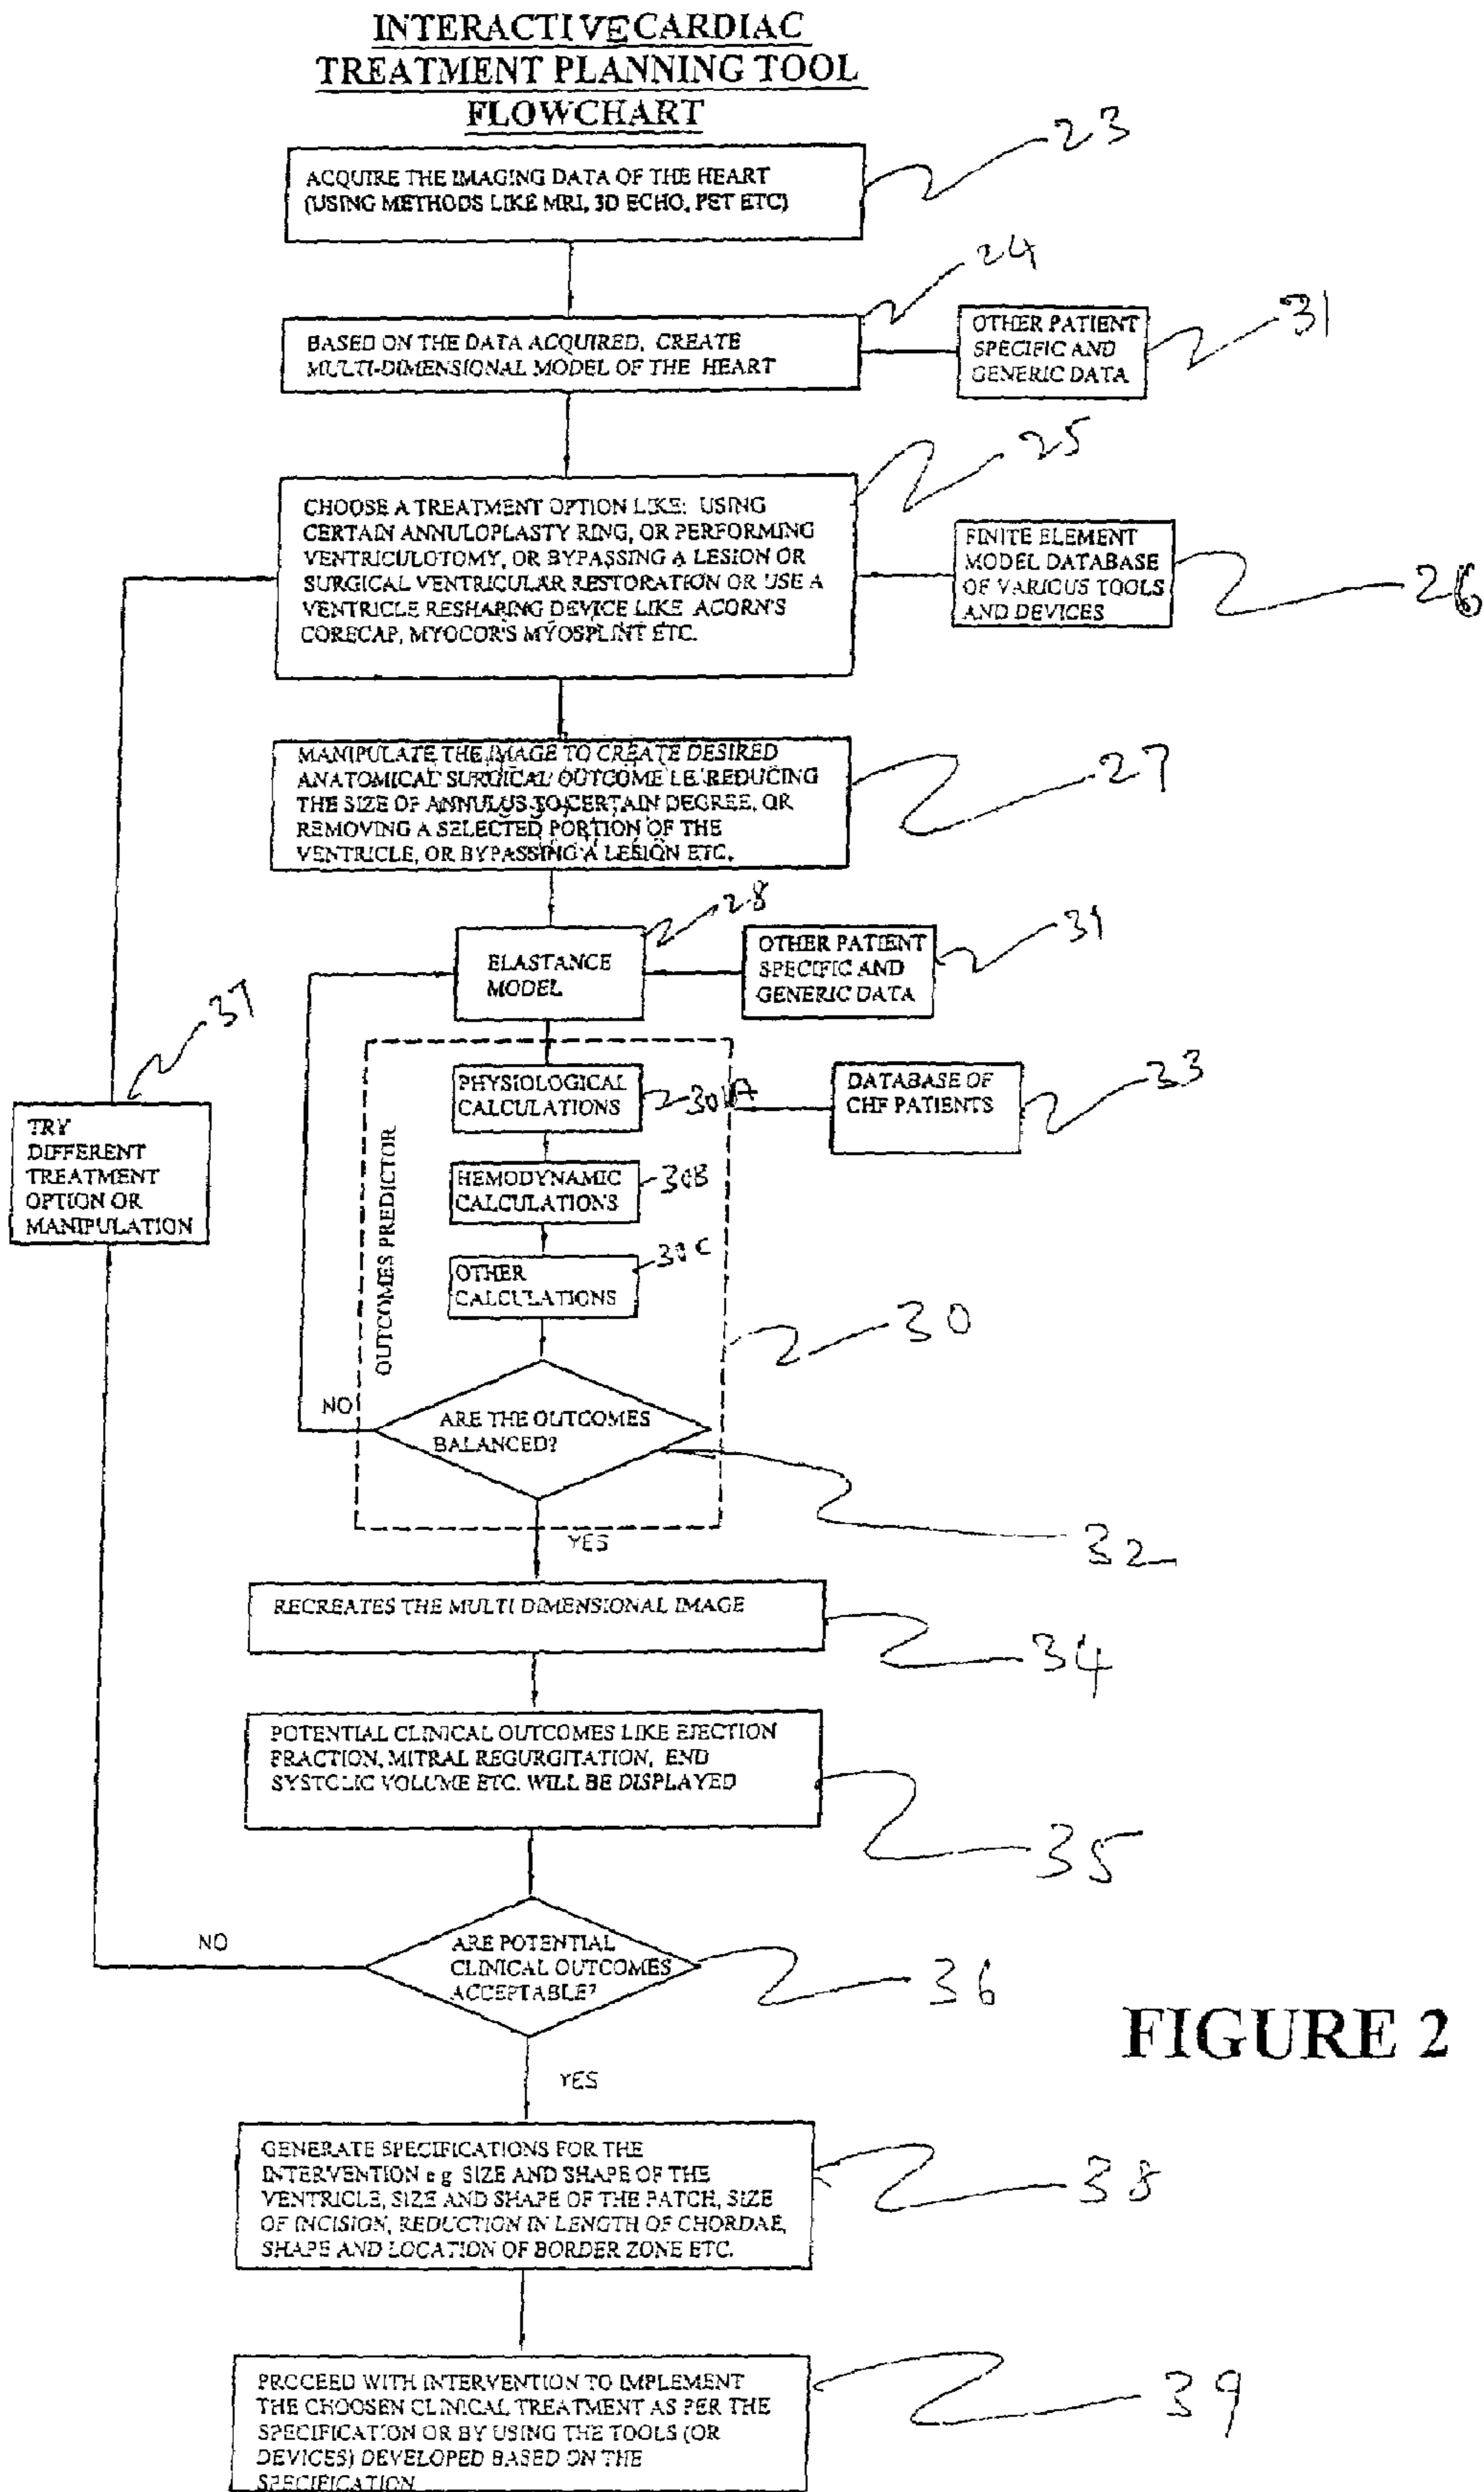 INTERACTIVE CARDIAC
TREATMENT PLANNING TOOL
FLOWCHART
23
ACQUIRE THE IMAGING DATA OF THE HEART
(USING METHODS LIKE MRI, 3D ECHO, PET ETC)
24
BASED ON THE DATA ACQUIRED, CREATE
MULTI-DIMENSIONAL MODEL OF THE HEART
OTHER PATIENT
SPECIFIC AND
GENERIC DATA
31
25
CHOOSE A TREATMENT OPTION LIKE: USING
CERTAIN ANNULOPLASTY RING, OR PERFORMING
VENTRICULOTOMY, OR BYPASSING A LESION OR
SURGICAL VENTRICULAR RESTORATION OR USE A
VENTRICLE RESHARING DEVICE LIKE ACORN'S
CORECAP, MYOCOR'S MYOSPLINT ETC.
FINITE ELEMENT
MODEL DATABASE
OF VARIOUS TOOLS
AND DEVICES
26
MANIPULATE THE IMAGE TO CREATE DESIRED
ANATOMICAL SURGICAL OUTCOME I.E. REDUCING
THE SIZE OF ANNULUS TO CERTAIN DEGREE, OR
REMOVING A SELECTED PORTION OF THE
VENTRICLE, OR BYPASSING A LESION ETC.
27
28
ELASTANCE
MODEL
OTHER PATIENT
SPECIFIC AND
GENERIC DATA
31
37
TRY
DIFFERENT
TREATMENT
OPTION OR
MANIPULATION
OUTCOMES PREDICTOR
PHYSIOLOGICAL
CALCULATIONS
30A
DATABASE OF
CHF PATIENTS
33
HEMODYNAMIC
CALCULATIONS
30B
OTHER
CALCULATIONS
30C
30
NO
ARE THE OUTCOMES
BALANCED?
32
YES
RECREATES THE MULTI DIMENSIONAL IMAGE
34
POTENTIAL CLINICAL OUTCOMES LIKE EJECTION
FRACTION, MITRAL REGURGITATION, END
SYSTOLIC VOLUME ETC. WILL BE DISPLAYED
35
NO
ARE POTENTIAL
CLINICAL OUTCOMES
ACCEPTABLE?
36
FIGURE 2
YES
GENERATE SPECIFICATIONS FOR THE
INTERVENTION e g SIZE AND SHAPE OF THE
VENTRICLE, SIZE AND SHAPE OF THE PATCH, SIZE
OF INCISION, REDUCTION IN LENGTH OF CHORDAE,
SHAPE AND LOCATION OF BORDER ZONE ETC.
38
PROCEED WITH INTERVENTION TO IMPLEMENT
THE CHOOSEN CLINICAL TREATMENT AS PER THE
SPECIFICATION OR BY USING THE TOOLS (OR
DEVICES) DEVELOPED BASED ON THE
SPECIFICATION
39